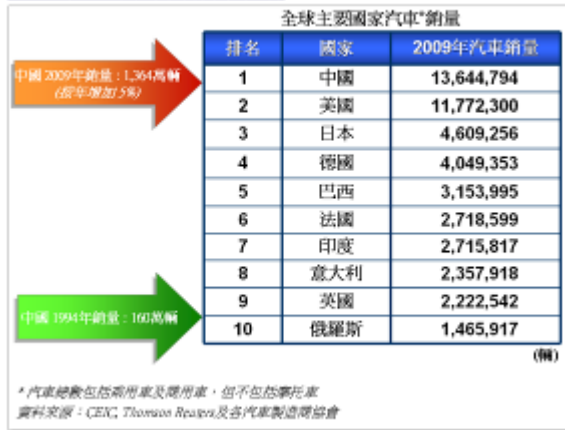 全球主要國家汽車*銷量
排名 國家 2009年汽車銷量
中國 2009年銷量：1,364萬輛
(按年增加 5%)
1 中國 13,644,794
2 美國 11,772,300
3 日本 4,609,256
4 德國 4,049,353
5 巴西 3,153,995
6 法國 2,718,599
7 印度 2,715,817
8 意大利 2,357,918
9 英國 2,222,542
中國 1994年銷量：160萬輛
10 俄羅斯 1,465,917
(輛)
* 汽車總數包括乘用車及商用車，但不包括摩托車
資料來源：CEIC, Thomson Reuters及各汽車製造商協會